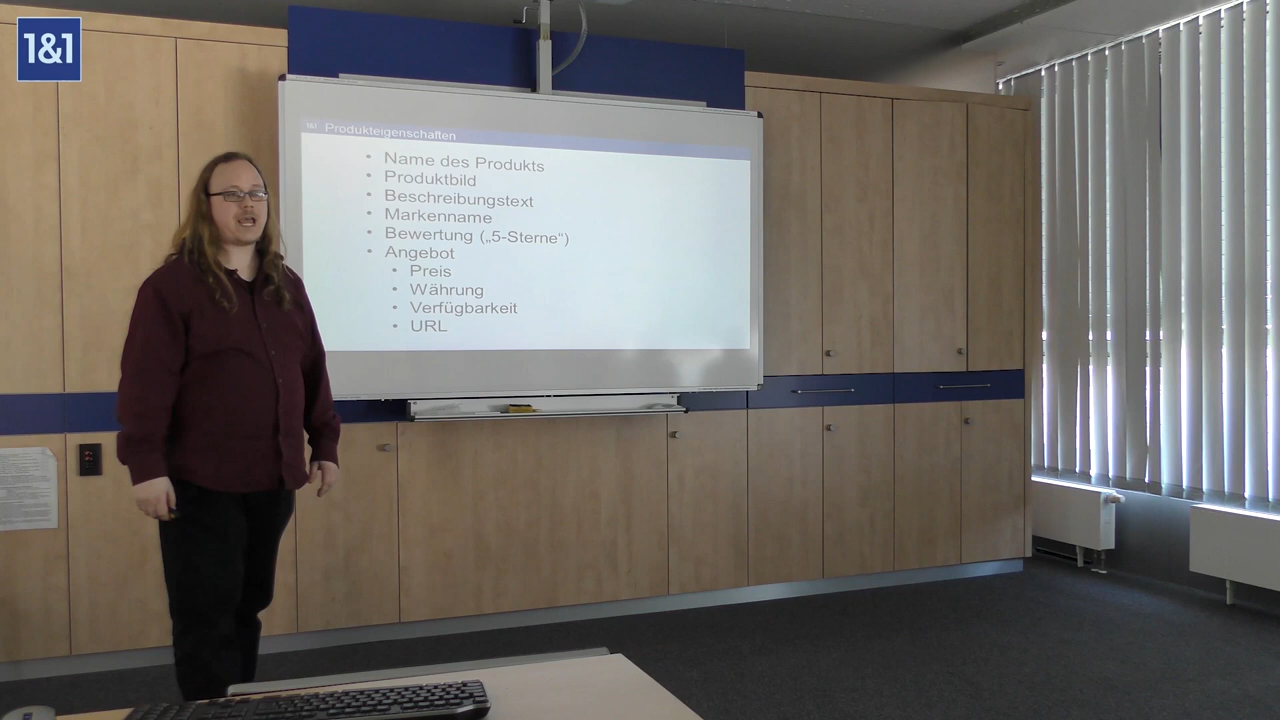 1&1
1&1 Produkteigenschaften
• Name des Produkts
• Produktbild
• Beschreibungstext
• Markenname
• Bewertung („5-Sterne“)
• Angebot
• Preis
• Währung
• Verfügbarkeit
• URL